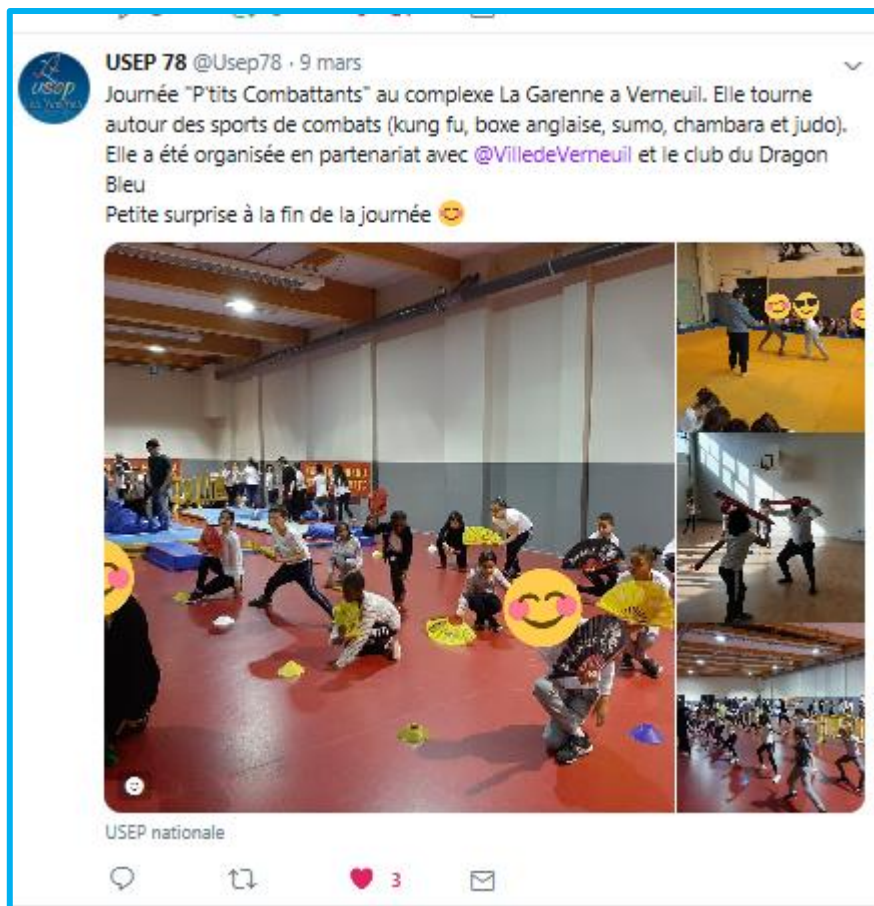 USEP 78 @Usep78 · 9 mars
Journée "P'tits Combattants" au complexe La Garenne a Verneuil. Elle tourne
autour des sports de combats (kung fu, boxe anglaise, sumo, chambara et judo).
Elle a été organisée en partenariat avec @VilledeVerneuil et le club du Dragon
Bleu
Petite surprise à la fin de la journée
USEP nationale
3